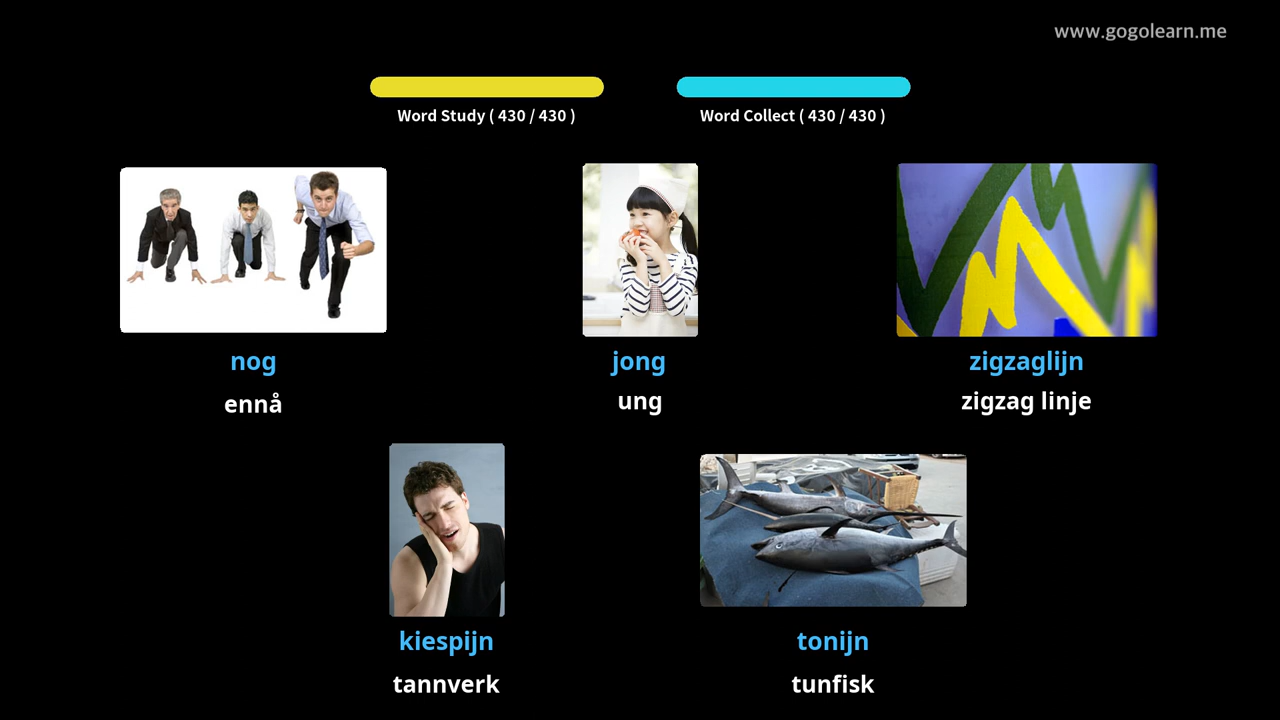 www.gogolearn.me
Word Study ( 430 / 430 )
Word Collect ( 430 / 430 )
nog
ennå
jong
ung
zigzaglijn
zigzag linje
kiespijn
tannverk
tonijn
tunfisk